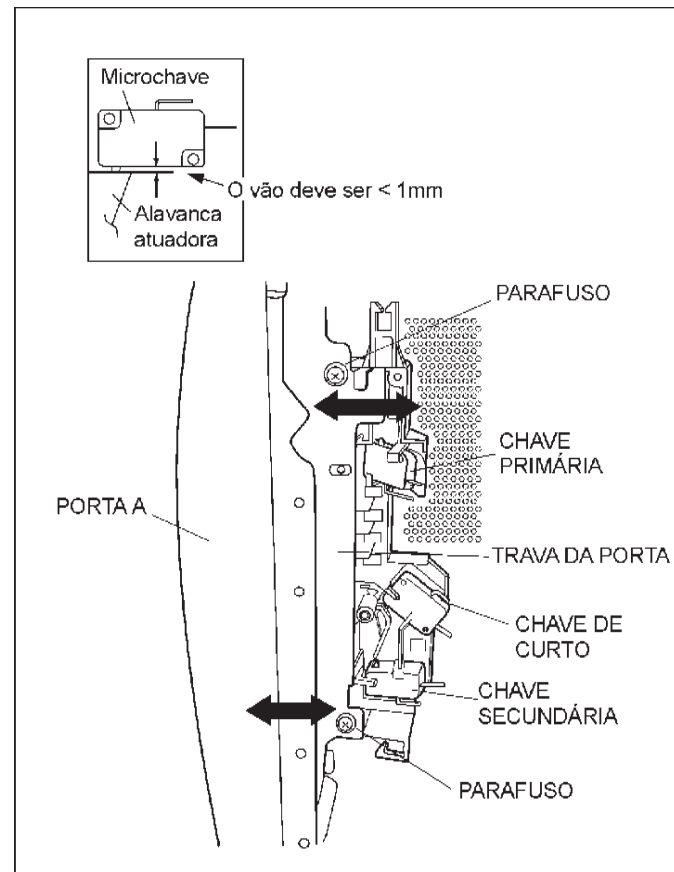 Microchave
O vão deve ser < 1mm
Alavanca
atuadora
PARAFUSO
CHAVE
PRIMÁRIA
PORTA A
TRAVA DA PORTA
CHAVE DE
CURTO
CHAVE
SECUNDÁRIA
PARAFUSO